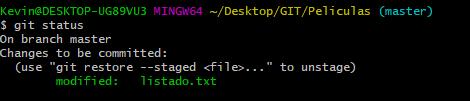 Kevin@DESKTOP-UG89VU3 MINGW64 ~/Desktop/GIT/Peliculas (master)
$ git status
On branch master
Changes to be committed:
  (use "git restore --staged <file>..." to unstage)
        modified:   listado.txt